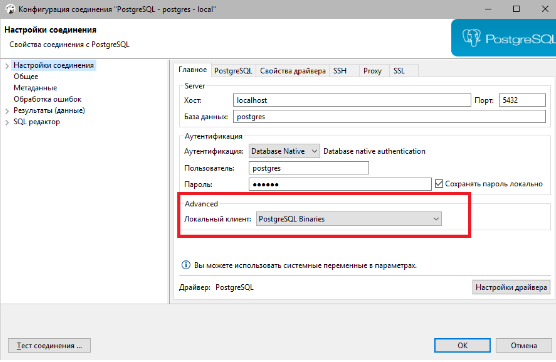 Конфигурация соединения "PostgreSQL - postgres - local"
Настройки соединения
Свойства соединения с PostgreSQL
PostgreSQL
Настройки соединения
Общее
Метаданные
Обработка ошибок
Результаты (данные)
SQL редактор
Главное PostgreSQL Свойства драйвера SSH Proxy SSL
Server
Хост: localhost Порт: 5432
База данных: postgres
Аутентификация
Аутентификация: Database Native Database native authentication
Пользователь: postgres
Пароль: ●●●●●● Сохранять пароль локально
Advanced
Локальный клиент: PostgreSQL Binaries
Вы можете использовать системные переменные в параметрах.
Драйвер: PostgreSQL Настройки драйвера
Тест соединения ... ОК Отмена